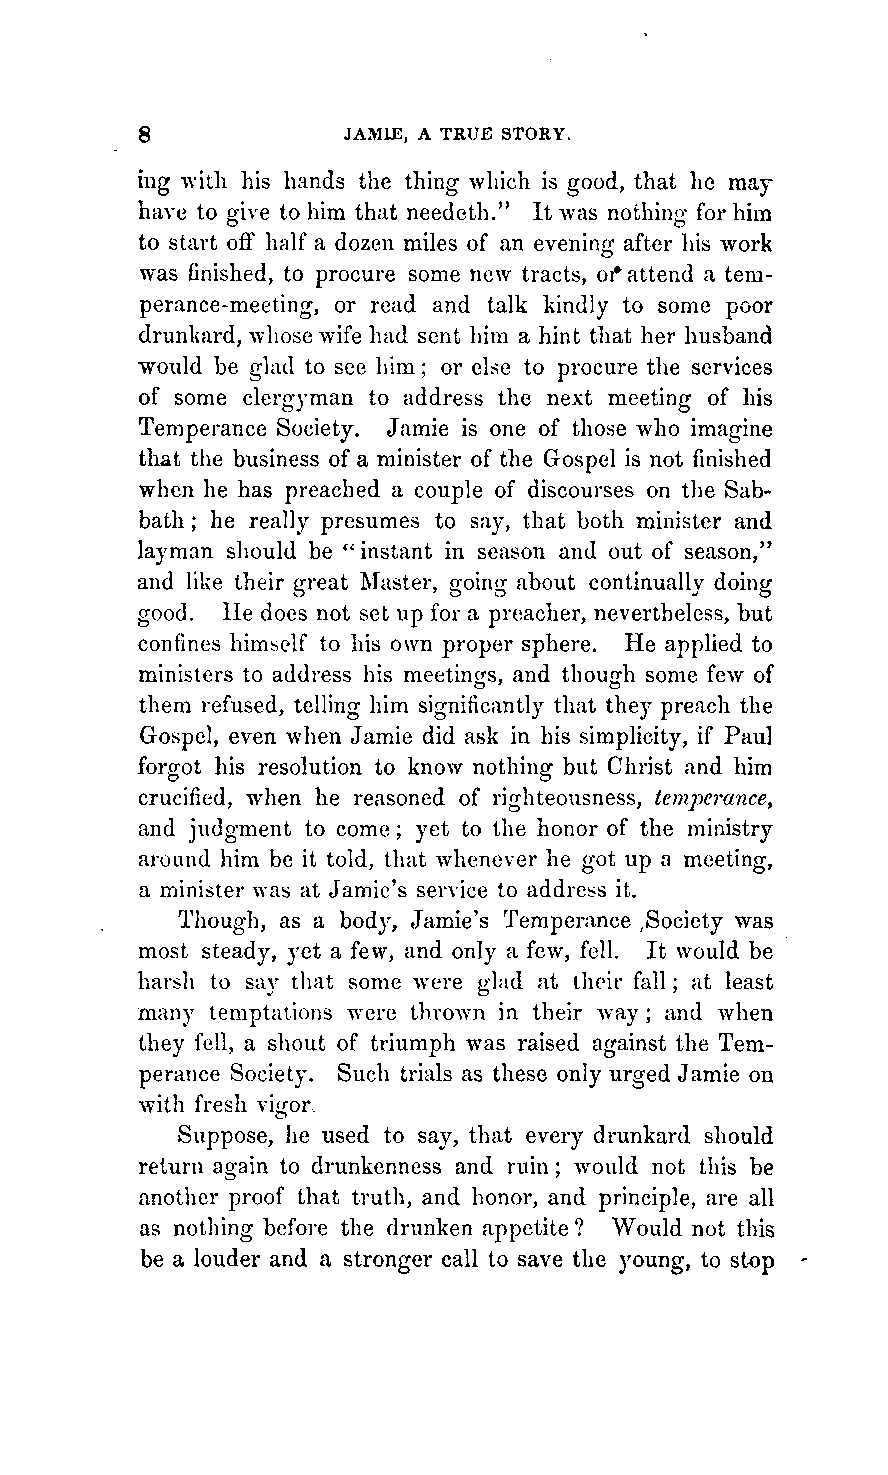 8 JAMIE, A TRUE STORY.
ing with his hands the thing which is good, that he may
have to give to him that needeth." It was nothing for him
to start off half a dozen miles of an evening after his work
was finished, to procure some new tracts, or attend a tem-
perance-meeting, or read and talk kindly to some poor
drunkard, whose wife had sent him a hint that her husband
would be glad to see him; or else to procure the services
of some clergyman to address the next meeting of his
Temperance Society. Jamie is one of those who imagine
that the business of a minister of the Gospel is not finished
when he has preached a couple of discourses on the Sab-
bath; he really presumes to say, that both minister and
layman should be "instant in season and out of season,"
and like their great Master, going about continually doing
good. He does not set up for a preacher, nevertheless, but
confines himself to his own proper sphere. He applied to
ministers to address his meetings, and though some few of
them refused, telling him significantly that they preach the
Gospel, even when Jamie did ask in his simplicity, if Paul
forgot his resolution to know nothing but Christ and him
crucified, when he reasoned of righteousness, temperance,
and judgment to come; yet to the honor of the ministry
around him be it told, that whenever he got up a meeting,
a minister was at Jamie's service to address it.
Though, as a body, Jamie's Temperance Society was
most steady, yet a few, and only a few, fell. It would be
harsh to say that some were glad at their fall; at least
many temptations were thrown in their way; and when
they fell, a shout of triumph was raised against the Tem-
perance Society. Such trials as these only urged Jamie on
with fresh vigor.
Suppose, he used to say, that every drunkard should
return again to drunkenness and ruin; would not this be
another proof that truth, and honor, and principle, are all
as nothing before the drunken appetite? Would not this
be a louder and a stronger call to save the young, to stop